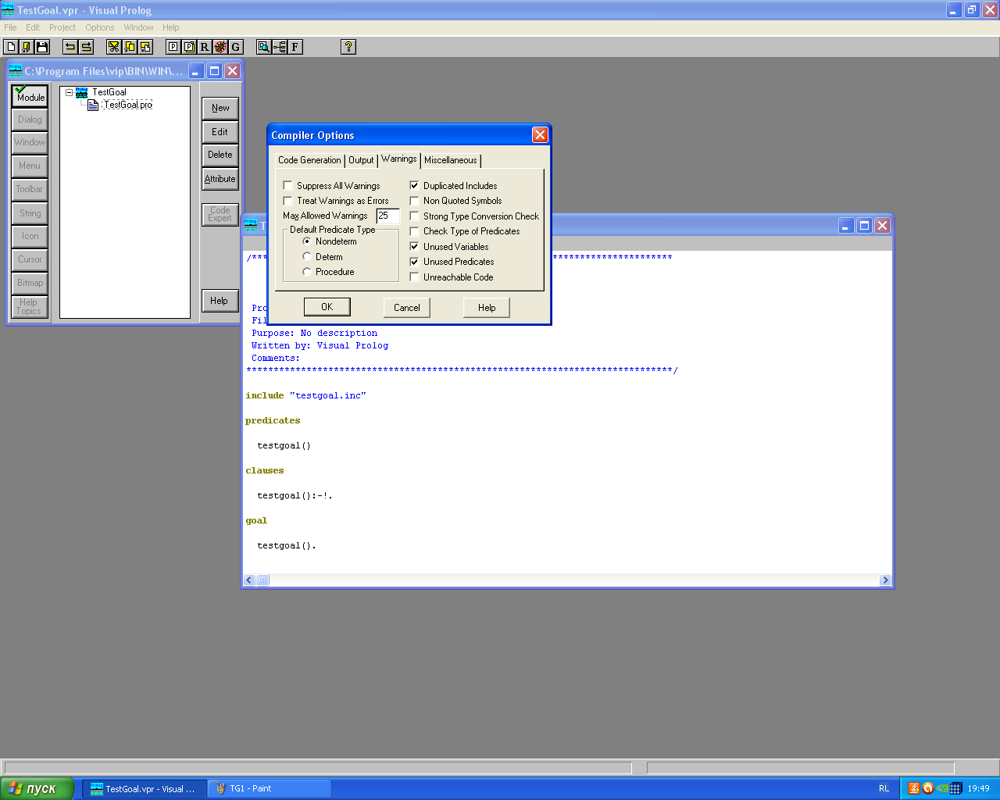 TestGoal.vpr - Visual Prolog
File Edit Project Options Window Help
P P R G F ?
C:\Program Files\vip\BIN\WIN\...
Module
Dialog
Window
Menu
Toolbar
String
Icon
Cursor
Bitmap
Help Topics
TestGoal
TestGoal.pro
New
Edit
Delete
Attribute
Code Expert
Help
Compiler Options
Code Generation Output Warnings Miscellaneous
Suppress All Warnings
Treat Warnings as Errors
Max Allowed Warnings 25
Default Predicate Type
Nondeterm
Determ
Procedure
Duplicated Includes
Non Quoted Symbols
Strong Type Conversion Check
Check Type of Predicates
Unused Variables
Unused Predicates
Unreachable Code
OK Cancel Help
Purpose: No description
Written by: Visual Prolog
Comments:
******************************************************************************/
include "testgoal.inc"
predicates
testgoal()
clauses
testgoal():-!.
goal
testgoal().
пуск
TestGoal.vpr - Visual ...
TG1 - Paint
RL
19:49